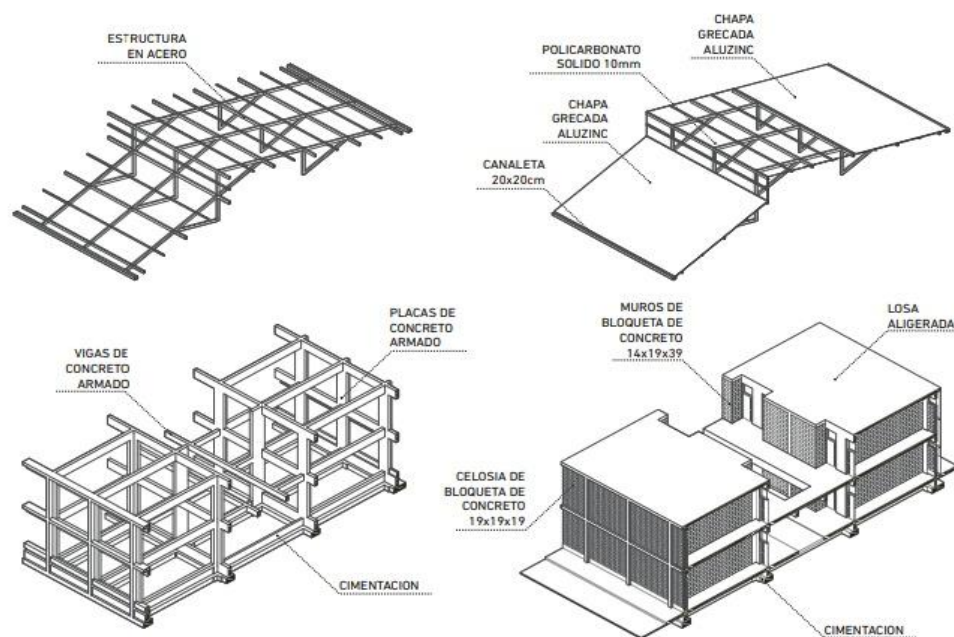 ESTRUCTURA
EN ACERO
CHAPA
GRECADA
ALUZINC
POLICARBONATO
SOLIDO 10mm
CHAPA
GRECADA
ALUZINC
CANALETA
20x20cm
PLACAS DE
CONCRETO
ARMADO
VIGAS DE
CONCRETO
ARMADO
CIMENTACION
MUROS DE
BLOQUETA DE
CONCRETO
14x19x39
LOSA
ALIGERADA
CELOSIA DE
BLOQUETA DE
CONCRETO
19x19x19
CIMENTACION